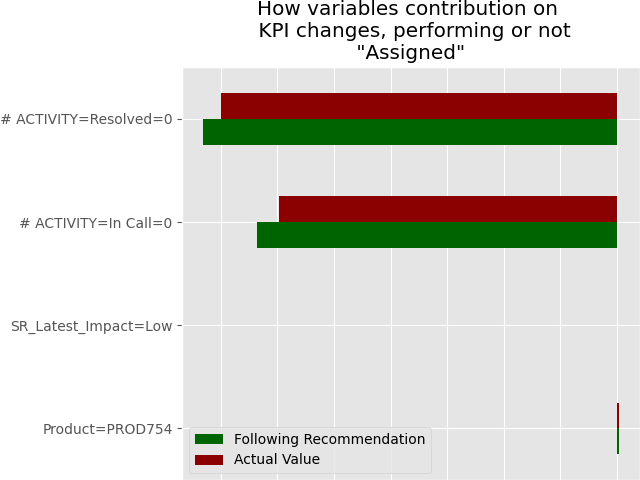 How variables contribution on
KPI changes, performing or not
"Assigned"
# ACTIVITY=Resolved=0
# ACTIVITY=In Call=0
SR_Latest_Impact=Low
Product=PROD754
Following Recommendation
Actual Value